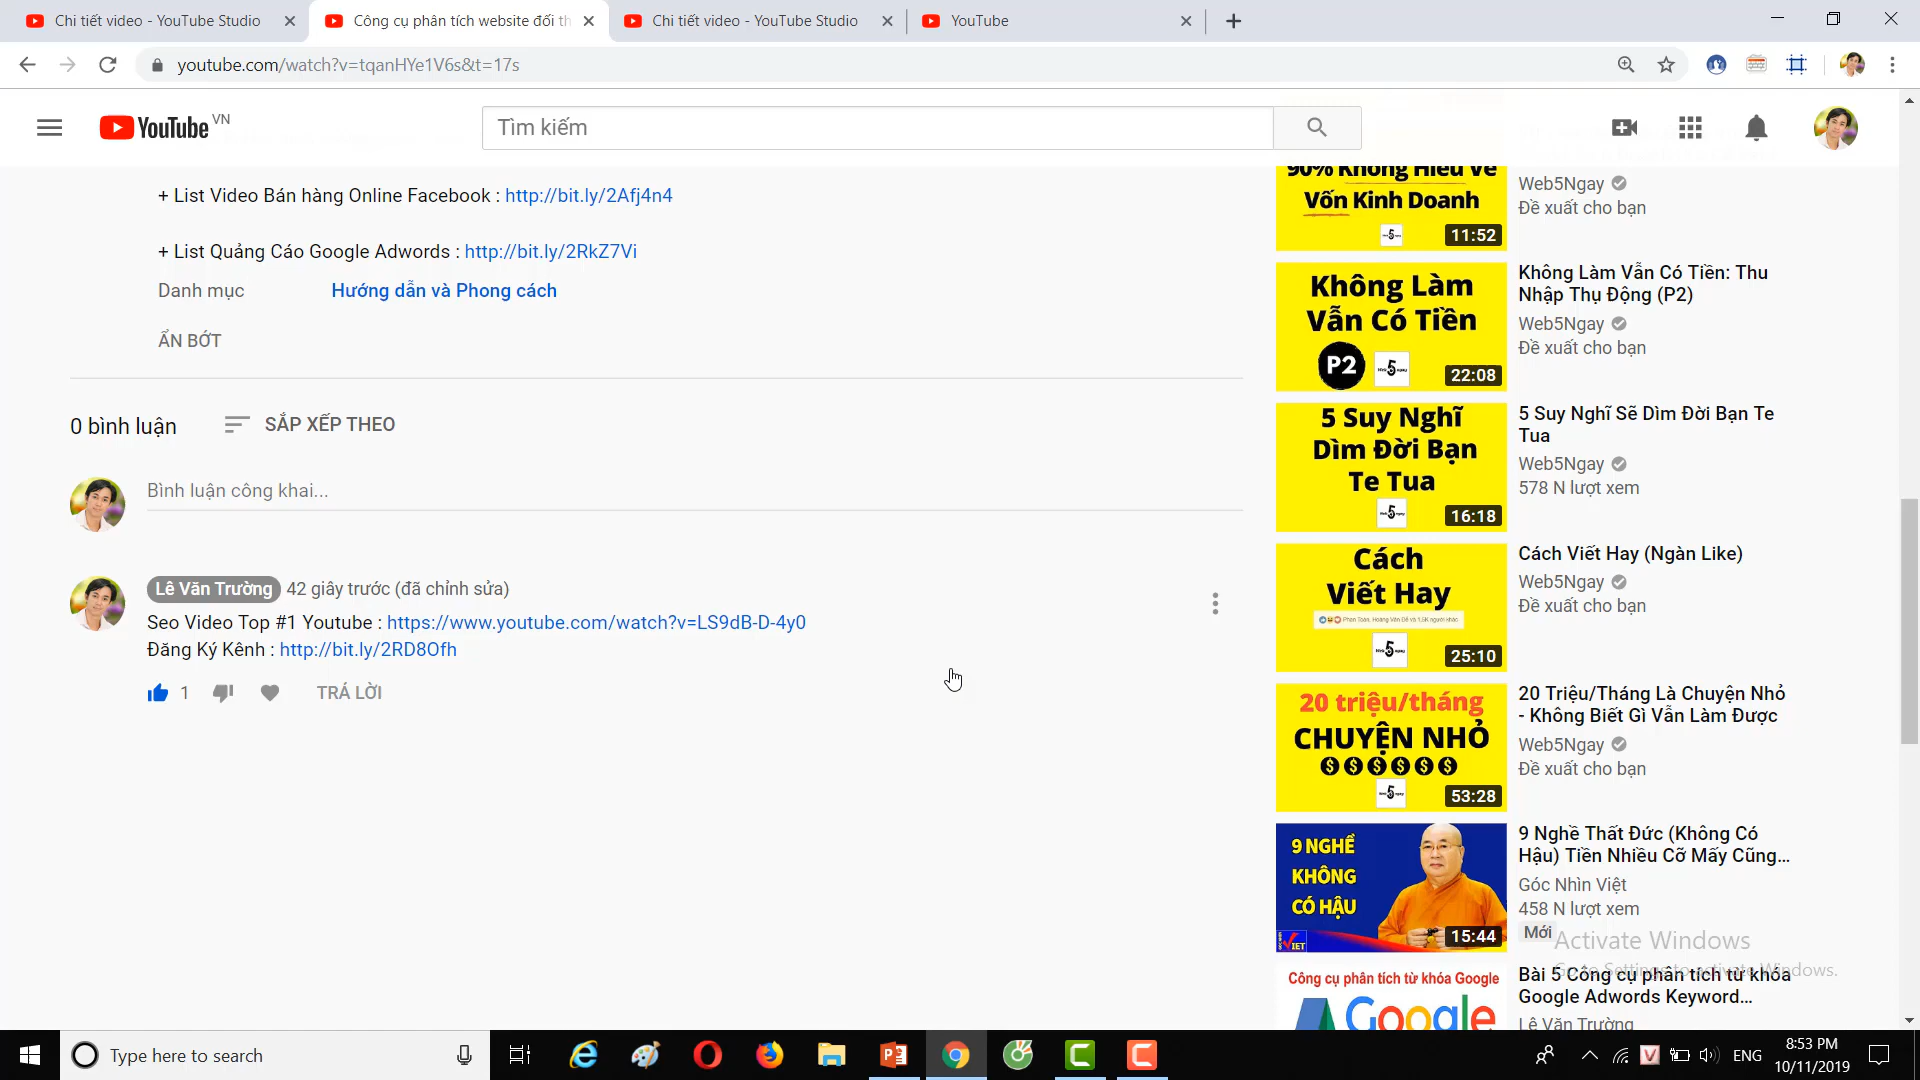 Chi tiết video - YouTube Studio
Công cụ phân tích website đối th
Chi tiết video - YouTube Studio
YouTube
youtube.com/watch?v=tqanHYe1V6s&t=17s
YouTube VN
Tìm kiếm
+ List Video Bán hàng Online Facebook : http://bit.ly/2Afj4n4
+ List Quảng Cáo Google Adwords : http://bit.ly/2RkZ7Vi
Danh mục
Hướng dẫn và Phong cách
ẨN BỚT
0 bình luận
SẮP XẾP THEO
Bình luận công khai...
Lê Văn Trường 42 giây trước (đã chỉnh sửa)
Seo Video Top #1 Youtube : https://www.youtube.com/watch?v=LS9dB-D-4y0
Đăng Ký Kênh : http://bit.ly/2RD8Ofh
1
TRẢ LỜI
90% Không Hiểu Về
Vốn Kinh Doanh
11:52
Web5Ngay
Đề xuất cho bạn
Không Làm
Vẫn Có Tiền
P2
22:08
Không Làm Vẫn Có Tiền: Thu
Nhập Thụ Động (P2)
Web5Ngay
Đề xuất cho bạn
5 Suy Nghĩ
Dìm Đời Bạn
Te Tua
16:18
5 Suy Nghĩ Sẽ Dìm Đời Bạn Te
Tua
Web5Ngay
578 N lượt xem
Cách
Viết Hay
25:10
Cách Viết Hay (Ngàn Like)
Web5Ngay
Đề xuất cho bạn
20 triệu/tháng
CHUYỆN NHỎ
53:28
20 Triệu/Tháng Là Chuyện Nhỏ
- Không Biết Gì Vẫn Làm Được
Web5Ngay
Đề xuất cho bạn
9 NGHỀ
KHÔNG
CÓ HẬU
VIET
15:44
9 Nghề Thất Đức (Không Có
Hậu) Tiền Nhiều Cỡ Mấy Cũng...
Góc Nhìn Việt
458 N lượt xem
Mới
Activate Windows
Go to Settings to activate Windows.
Công cụ phân tích từ khóa Google
Google
Bài 5 Công cụ phân tích từ khóa
Google Adwords Keyword...
Lê Văn Trường
Type here to search
ENG
8:53 PM
10/11/2019